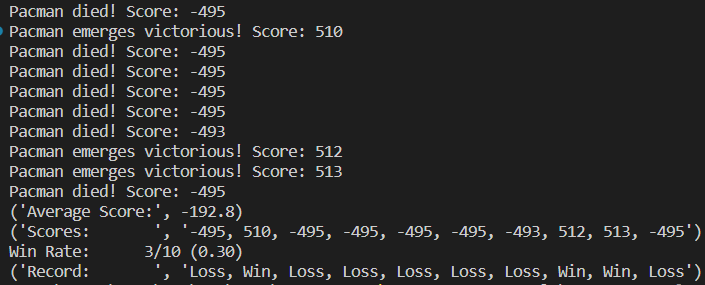 Pacman died! Score: -495
Pacman emerges victorious! Score: 510
Pacman died! Score: -495
Pacman died! Score: -495
Pacman died! Score: -495
Pacman died! Score: -495
Pacman died! Score: -493
Pacman emerges victorious! Score: 512
Pacman emerges victorious! Score: 513
Pacman died! Score: -495
('Average Score:', -192.8)
('Scores:       ', '-495, 510, -495, -495, -495, -495, -493, 512, 513, -495')
Win Rate:      3/10 (0.30)
('Record:       ', 'Loss, Win, Loss, Loss, Loss, Loss, Loss, Win, Win, Loss')